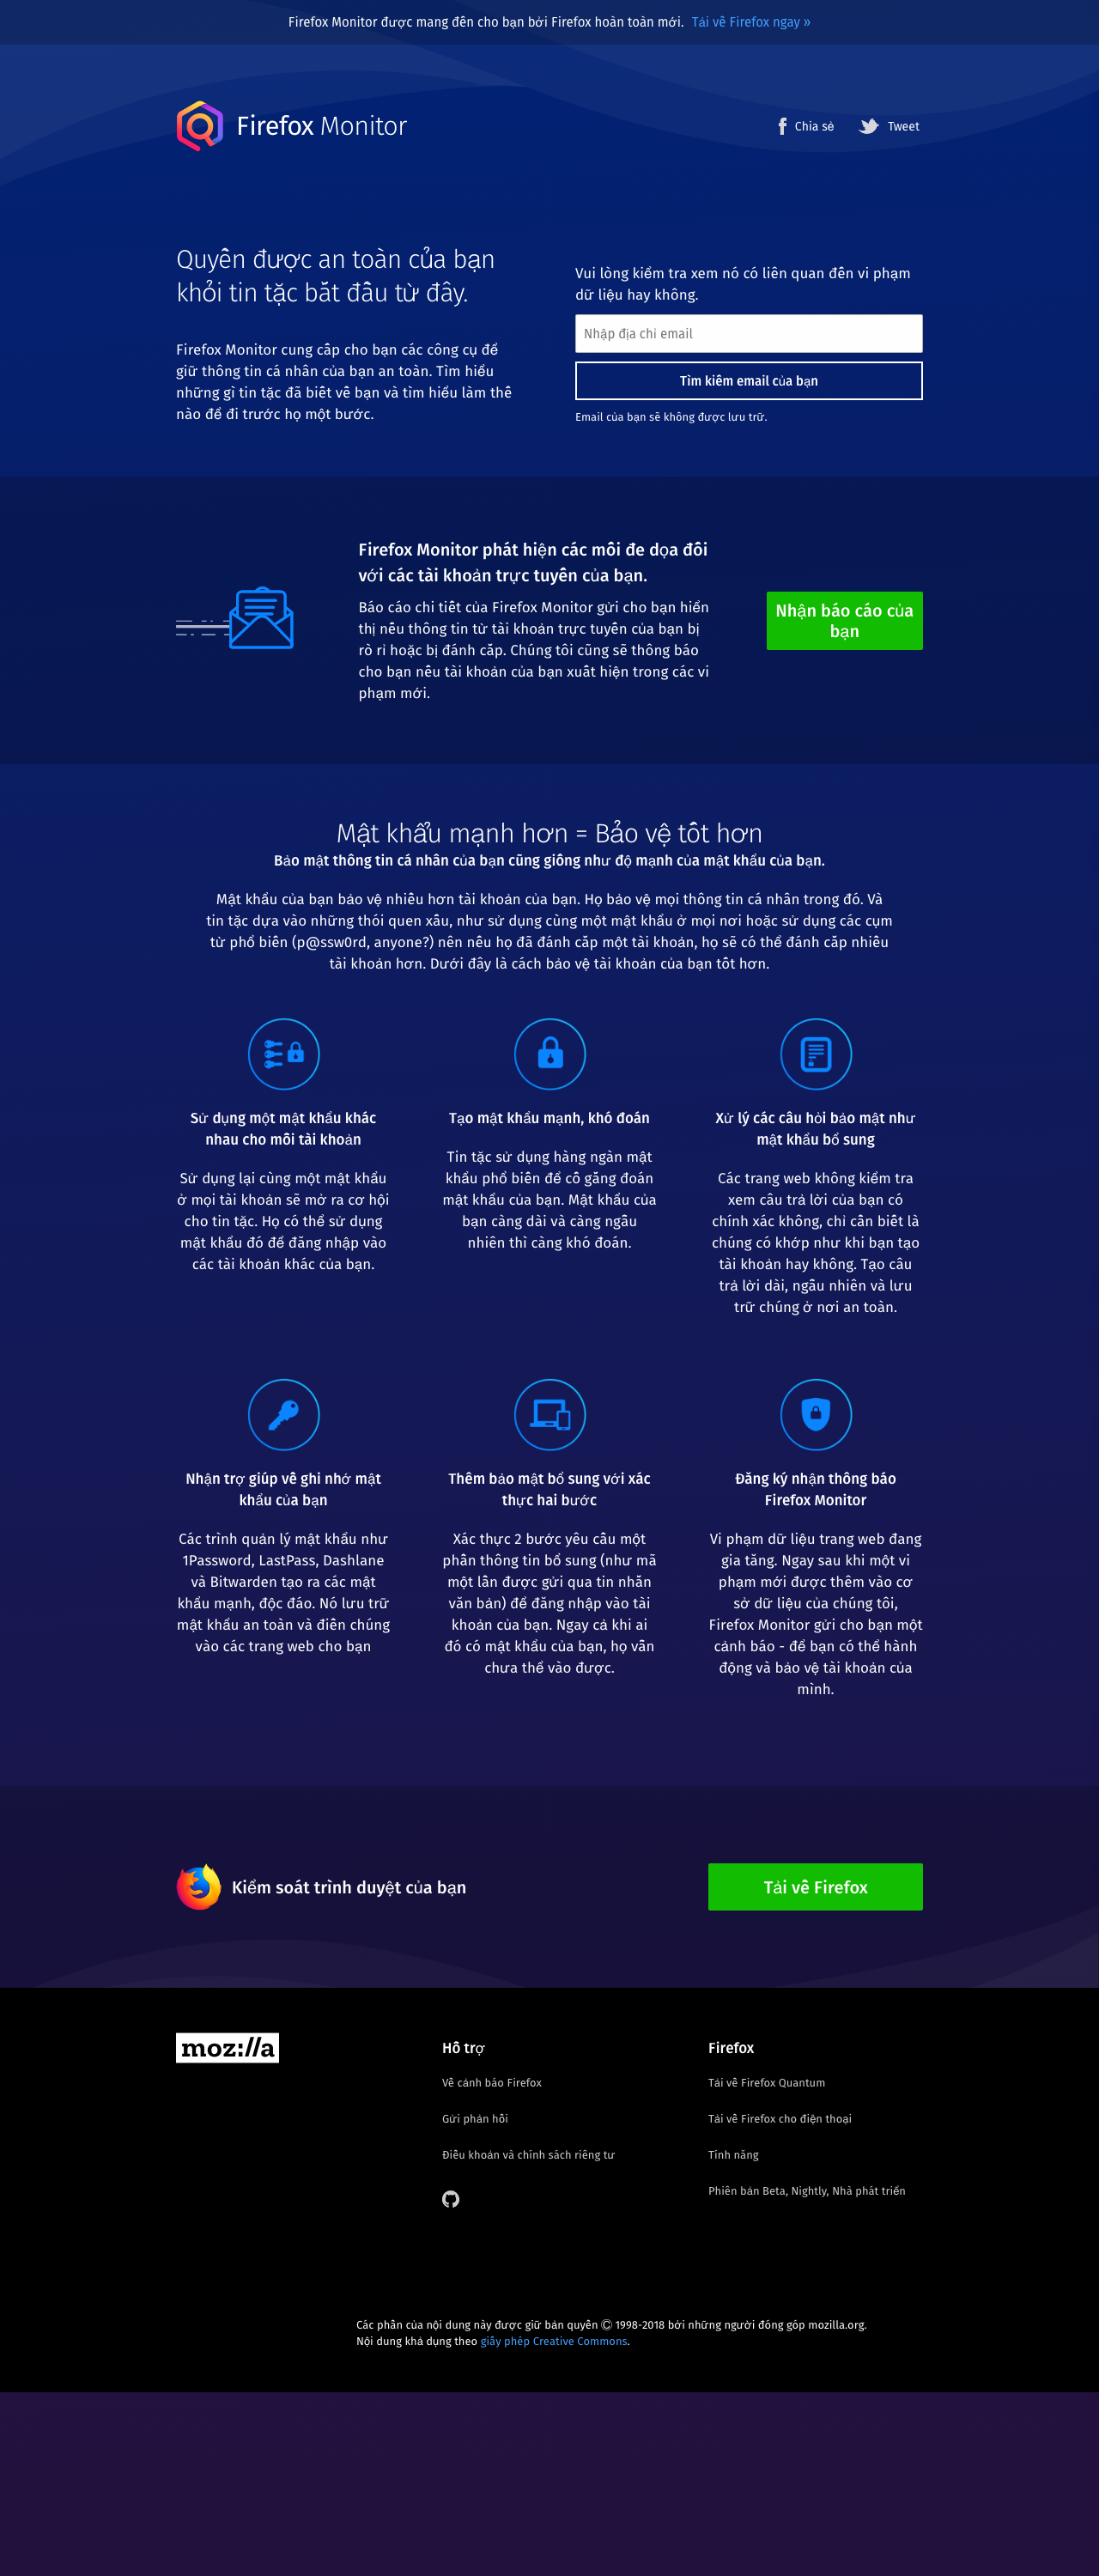 Firefox Monitor được mang đến cho bạn bởi Firefox hoàn toàn mới. Tải về Firefox ngay »
Firefox Monitor
Chia sẻ
Tweet
Quyền được an toàn của bạn
khỏi tin tặc bắt đầu từ đây.
Firefox Monitor cung cấp cho bạn các công cụ để
giữ thông tin cá nhân của bạn an toàn. Tìm hiểu
những gì tin tặc đã biết về bạn và tìm hiểu làm thế
nào để đi trước họ một bước.
Vui lòng kiểm tra xem nó có liên quan đến vi phạm
dữ liệu hay không.
Nhập địa chỉ email
Tìm kiếm email của bạn
Email của bạn sẽ không được lưu trữ.
Firefox Monitor phát hiện các mối đe dọa đối
với các tài khoản trực tuyến của bạn.
Báo cáo chi tiết của Firefox Monitor gửi cho bạn hiển
thị nếu thông tin từ tài khoản trực tuyến của bạn bị
rò rỉ hoặc bị đánh cắp. Chúng tôi cũng sẽ thông báo
cho bạn nếu tài khoản của bạn xuất hiện trong các vi
phạm mới.
Nhận báo cáo của
bạn
Mật khẩu mạnh hơn = Bảo vệ tốt hơn
Bảo mật thông tin cá nhân của bạn cũng giống như độ mạnh của mật khẩu của bạn.
Mật khẩu của bạn bảo vệ nhiều hơn tài khoản của bạn. Họ bảo vệ mọi thông tin cá nhân trong đó. Và
tin tặc dựa vào những thói quen xấu, như sử dụng cùng một mật khẩu ở mọi nơi hoặc sử dụng các cụm
từ phổ biến (p@ssw0rd, anyone?) nên nếu họ đã đánh cắp một tài khoản, họ sẽ có thể đánh cắp nhiều
tài khoản hơn. Dưới đây là cách bảo vệ tài khoản của bạn tốt hơn.
Sử dụng một mật khẩu khác
nhau cho mỗi tài khoản
Sử dụng lại cùng một mật khẩu
ở mọi tài khoản sẽ mở ra cơ hội
cho tin tặc. Họ có thể sử dụng
mật khẩu đó để đăng nhập vào
các tài khoản khác của bạn.
Tạo mật khẩu mạnh, khó đoán
Tin tặc sử dụng hàng ngàn mật
khẩu phổ biến để cố gắng đoán
mật khẩu của bạn. Mật khẩu của
bạn càng dài và càng ngẫu
nhiên thì càng khó đoán.
Xử lý các câu hỏi bảo mật như
mật khẩu bổ sung
Các trang web không kiểm tra
xem câu trả lời của bạn có
chính xác không, chỉ cần biết là
chúng có khớp như khi bạn tạo
tài khoản hay không. Tạo câu
trả lời dài, ngẫu nhiên và lưu
trữ chúng ở nơi an toàn.
Nhận trợ giúp về ghi nhớ mật
khẩu của bạn
Các trình quản lý mật khẩu như
1Password, LastPass, Dashlane
và Bitwarden tạo ra các mật
khẩu mạnh, độc đáo. Nó lưu trữ
mật khẩu an toàn và điền chúng
vào các trang web cho bạn
Thêm bảo mật bổ sung với xác
thực hai bước
Xác thực 2 bước yêu cầu một
phần thông tin bổ sung (như mã
một lần được gửi qua tin nhắn
văn bản) để đăng nhập vào tài
khoản của bạn. Ngay cả khi ai
đó có mật khẩu của bạn, họ vẫn
chưa thể vào được.
Đăng ký nhận thông báo
Firefox Monitor
Vi phạm dữ liệu trang web đang
gia tăng. Ngay sau khi một vi
phạm mới được thêm vào cơ
sở dữ liệu của chúng tôi,
Firefox Monitor gửi cho bạn một
cảnh báo - để bạn có thể hành
động và bảo vệ tài khoản của
mình.
Kiểm soát trình duyệt của bạn
Tải về Firefox
moz://a
Hỗ trợ
Về cảnh báo Firefox
Gửi phản hồi
Điều khoản và chính sách riêng tư
Firefox
Tải về Firefox Quantum
Tải về Firefox cho điện thoại
Tính năng
Phiên bản Beta, Nightly, Nhà phát triển
Các phần của nội dung này được giữ bản quyền © 1998-2018 bởi những người đóng góp mozilla.org.
Nội dung khả dụng theo giấy phép Creative Commons.